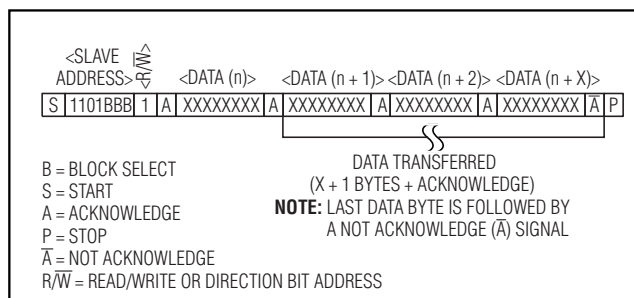 <SLAVE ADDRESS> <R/W̅> <DATA (n)> <DATA (n + 1)> <DATA (n + 2)> <DATA (n + X)>
S 1101BBB 1 A XXXXXXXX A XXXXXXXX A XXXXXXXX A XXXXXXXX A̅ P
B = BLOCK SELECT
S = START
A = ACKNOWLEDGE
P = STOP
A̅ = NOT ACKNOWLEDGE
R/W̅ = READ/WRITE OR DIRECTION BIT ADDRESS
DATA TRANSFERRED
(X + 1 BYTES + ACKNOWLEDGE)
NOTE: LAST DATA BYTE IS FOLLOWED BY
A NOT ACKNOWLEDGE (A̅) SIGNAL